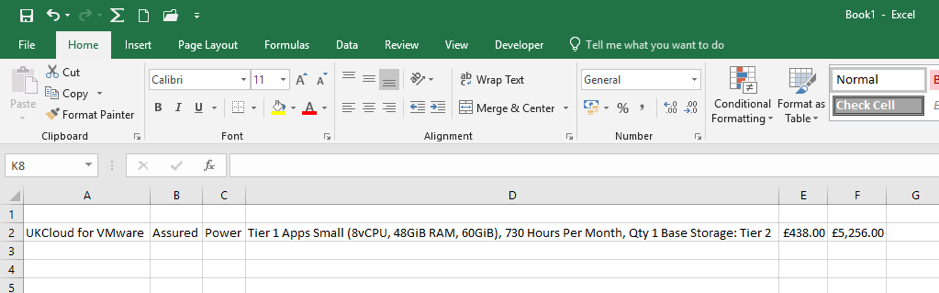 Book1 - Excel
File Home Insert Page Layout Formulas Data Review View Developer Tell me what you want to do
Paste
Cut
Copy
Format Painter
Calibri 11 A A
B I U A
ab Wrap Text
Merge & Center
General
% , .0 .00 .00 .0
Conditional Formatting
Format as Table
Normal
Check Cell
Clipboard Font Alignment Number
K8 fx
A B C D E F G
1
2 UKCloud for VMware Assured Power Tier 1 Apps Small (8vCPU, 48GiB RAM, 60GiB), 730 Hours Per Month, Qty 1 Base Storage: Tier 2 £438.00 £5,256.00
3
4
5